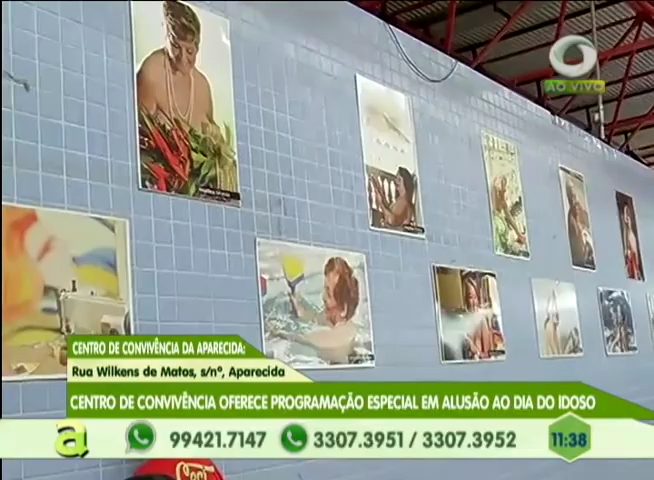 AO VIVO
CENTRO DE CONVIVÊNCIA DA APARECIDA:
Rua Wilkens de Matos, s/nº, Aparecida
CENTRO DE CONVIVÊNCIA OFERECE PROGRAMAÇÃO ESPECIAL EM ALUSÃO AO DIA DO IDOSO
a 99421.7147 3307.3951 / 3307.3952 11:38